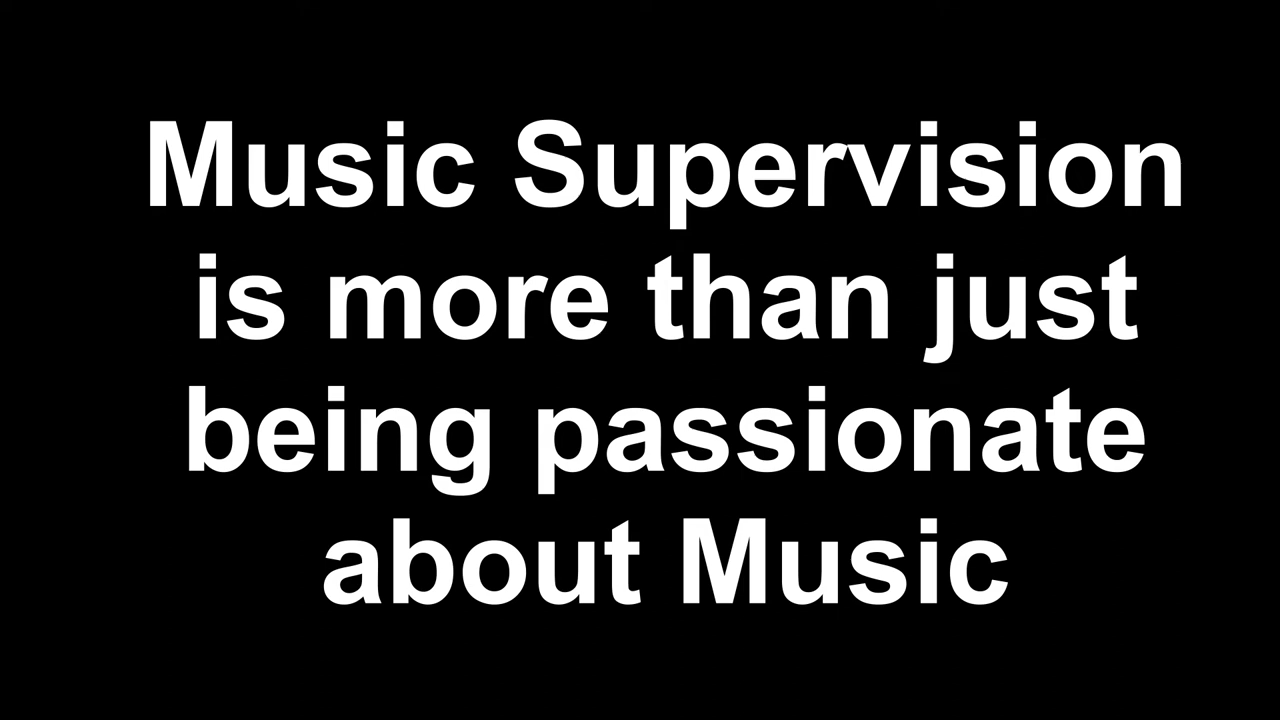 Music Supervision
is more than just
being passionate
about Music